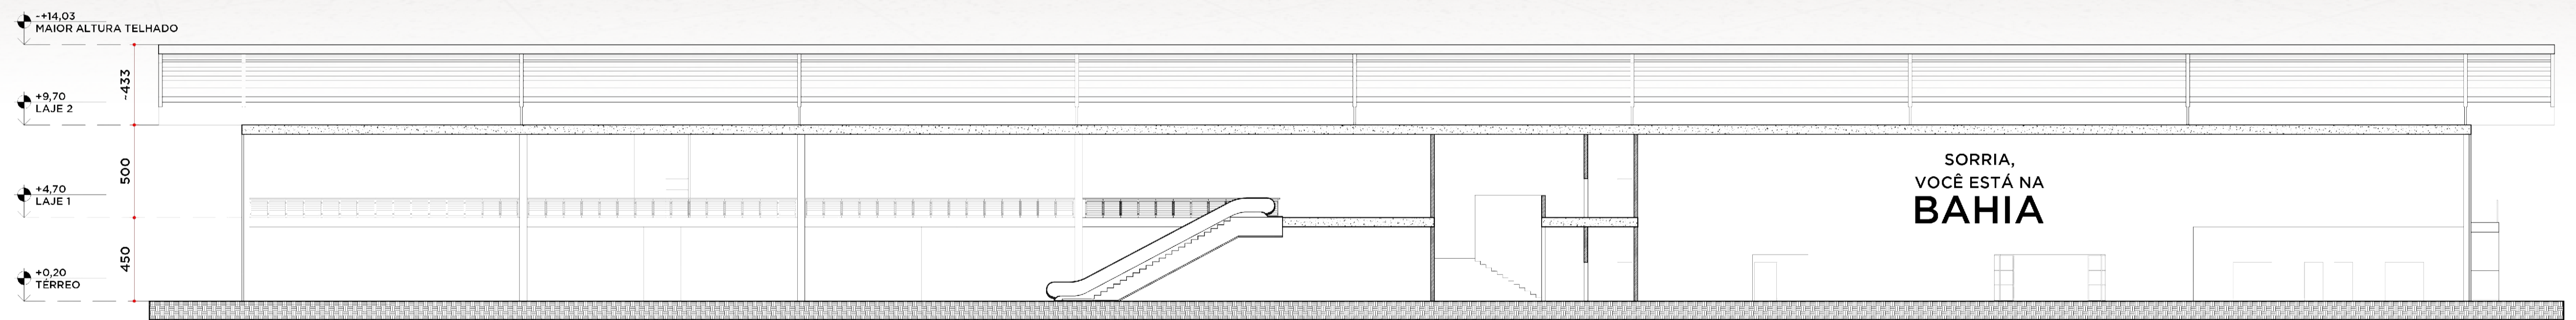 -+14,03
MAIOR ALTURA TELHADO
-433
+9,70
LAJE 2
500
+4,70
LAJE 1
450
+0,20
TÉRREO
SORRIA,
VOCÊ ESTÁ NA
BAHIA